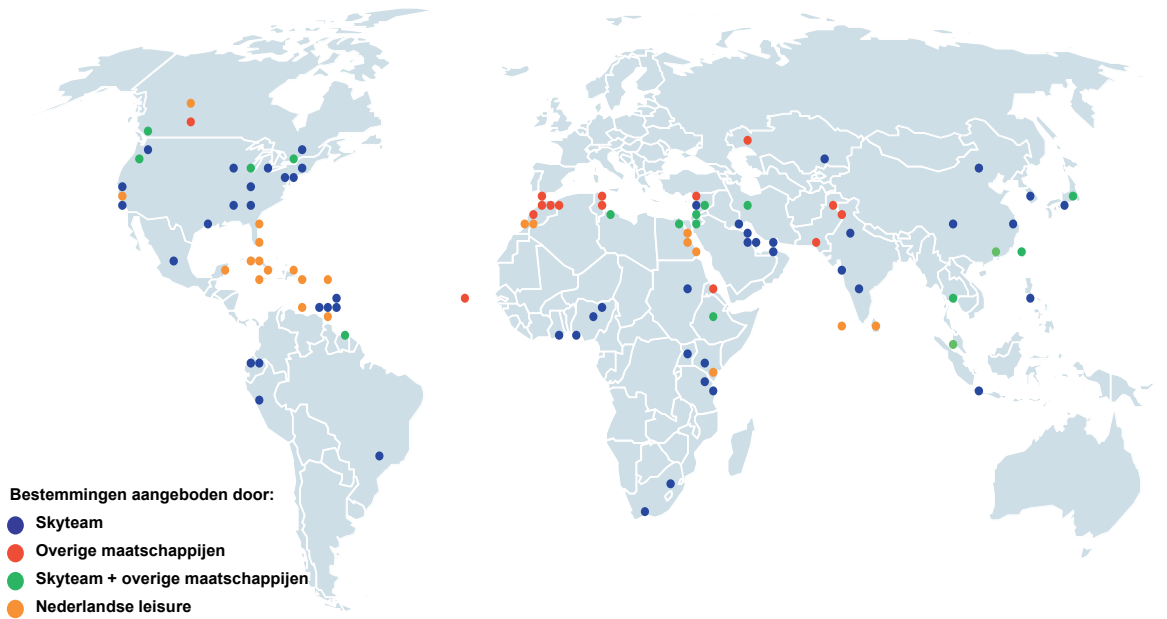 Bestemmingen aangeboden door:
Skyteam
Overige maatschappijen
Skyteam + overige maatschappijen
Nederlandse leisure